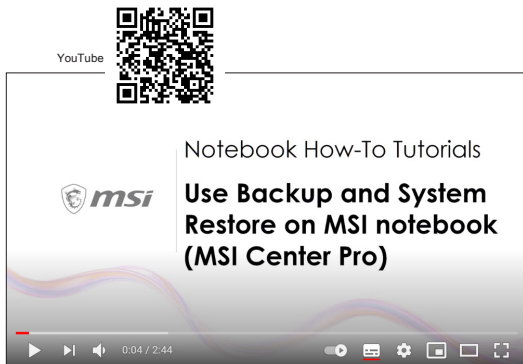 YouTube
Notebook How-To Tutorials
msi
Use Backup and System
Restore on MSI notebook
(MSI Center Pro)
0:04 / 2:44